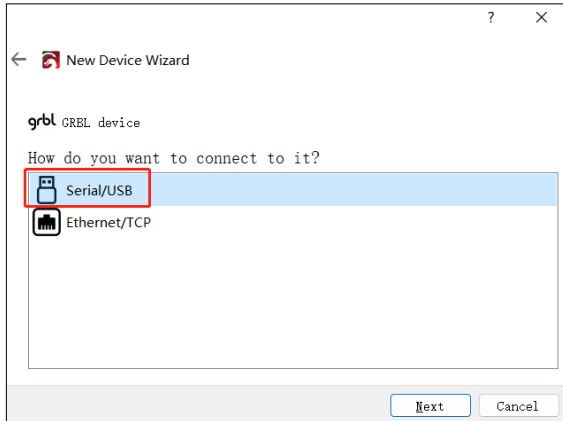 ?
New Device Wizard
grbl GRBL device
How do you want to connect to it?
Serial/USB
Ethernet/TCP
Next Cancel